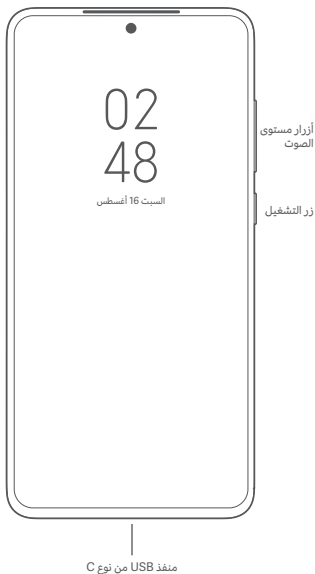 02
48
السبت 16 أغسطس
أزرار مستوى
الصوت
زر التشغيل
منفذ USB من نوع C